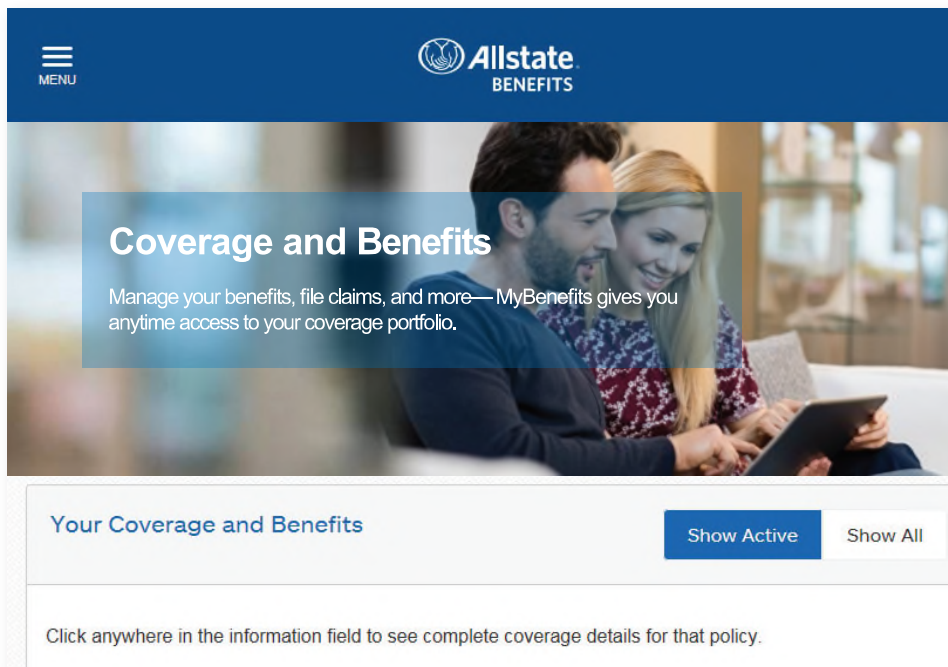 MENU
Allstate
BENEFITS
Coverage and Benefits
Manage your benefits, file claims, and more— MyBenefits gives you
anytime access to your coverage portfolio.
Your Coverage and Benefits
Show Active
Show All
Click anywhere in the information field to see complete coverage details for that policy.